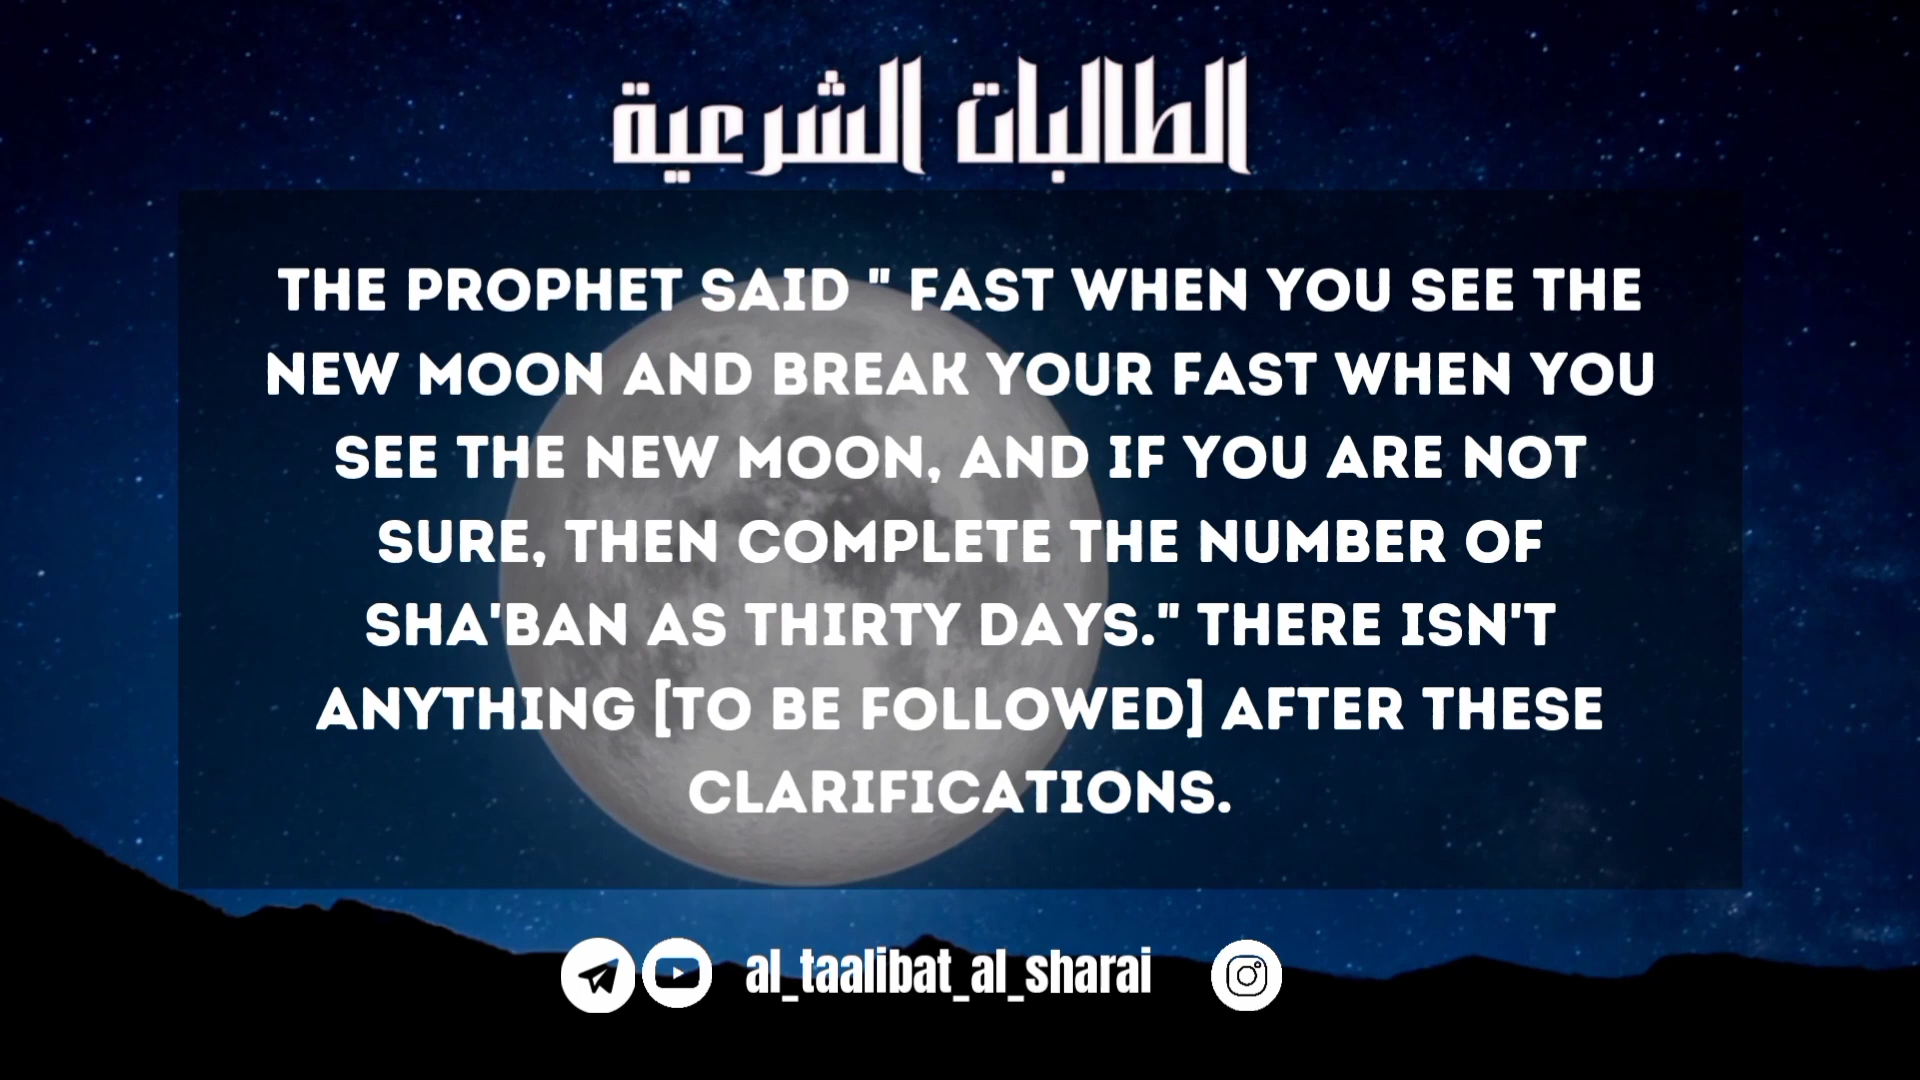 الطالبات الشرعية
THE PROPHET SAID " FAST WHEN YOU SEE THE
NEW MOON AND BREAK YOUR FAST WHEN YOU
SEE THE NEW MOON, AND IF YOU ARE NOT
SURE, THEN COMPLETE THE NUMBER OF
SHA'BAN AS THIRTY DAYS." THERE ISN'T
ANYTHING [TO BE FOLLOWED] AFTER THESE
CLARIFICATIONS.
al_taalibat_al_sharai